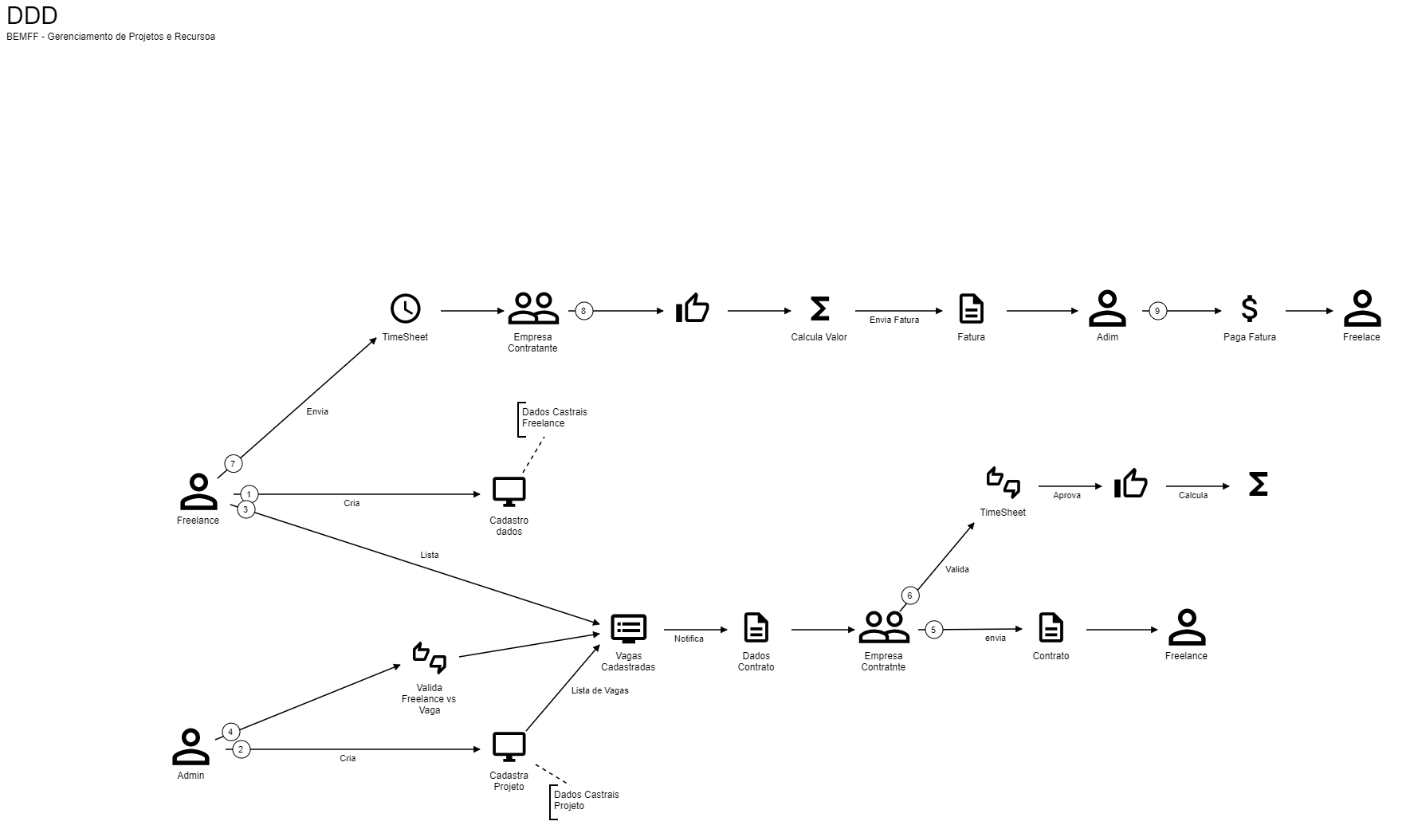 DDD
BEMFF - Gerenciamento de Projetos e Recursoa
8
9
TimeSheet
Empresa
Contratante
Calcula Valor
Envia Fatura
Fatura
Adim
Paga Fatura
Freelace
Envia
Dados Castrais
Freelance
7
1
3
Freelance
Cria
Cadastro
dados
TimeSheet
Aprova
Calcula
Lista
Valida
6
5
Vagas
Cadastradas
Notifica
Dados
Contrato
Empresa
Contratnte
envia
Contrato
Freelance
Valida
Freelance vs
Vaga
Lista de Vagas
4
2
Admin
Cria
Cadastra
Projeto
Dados Castrais
Projeto